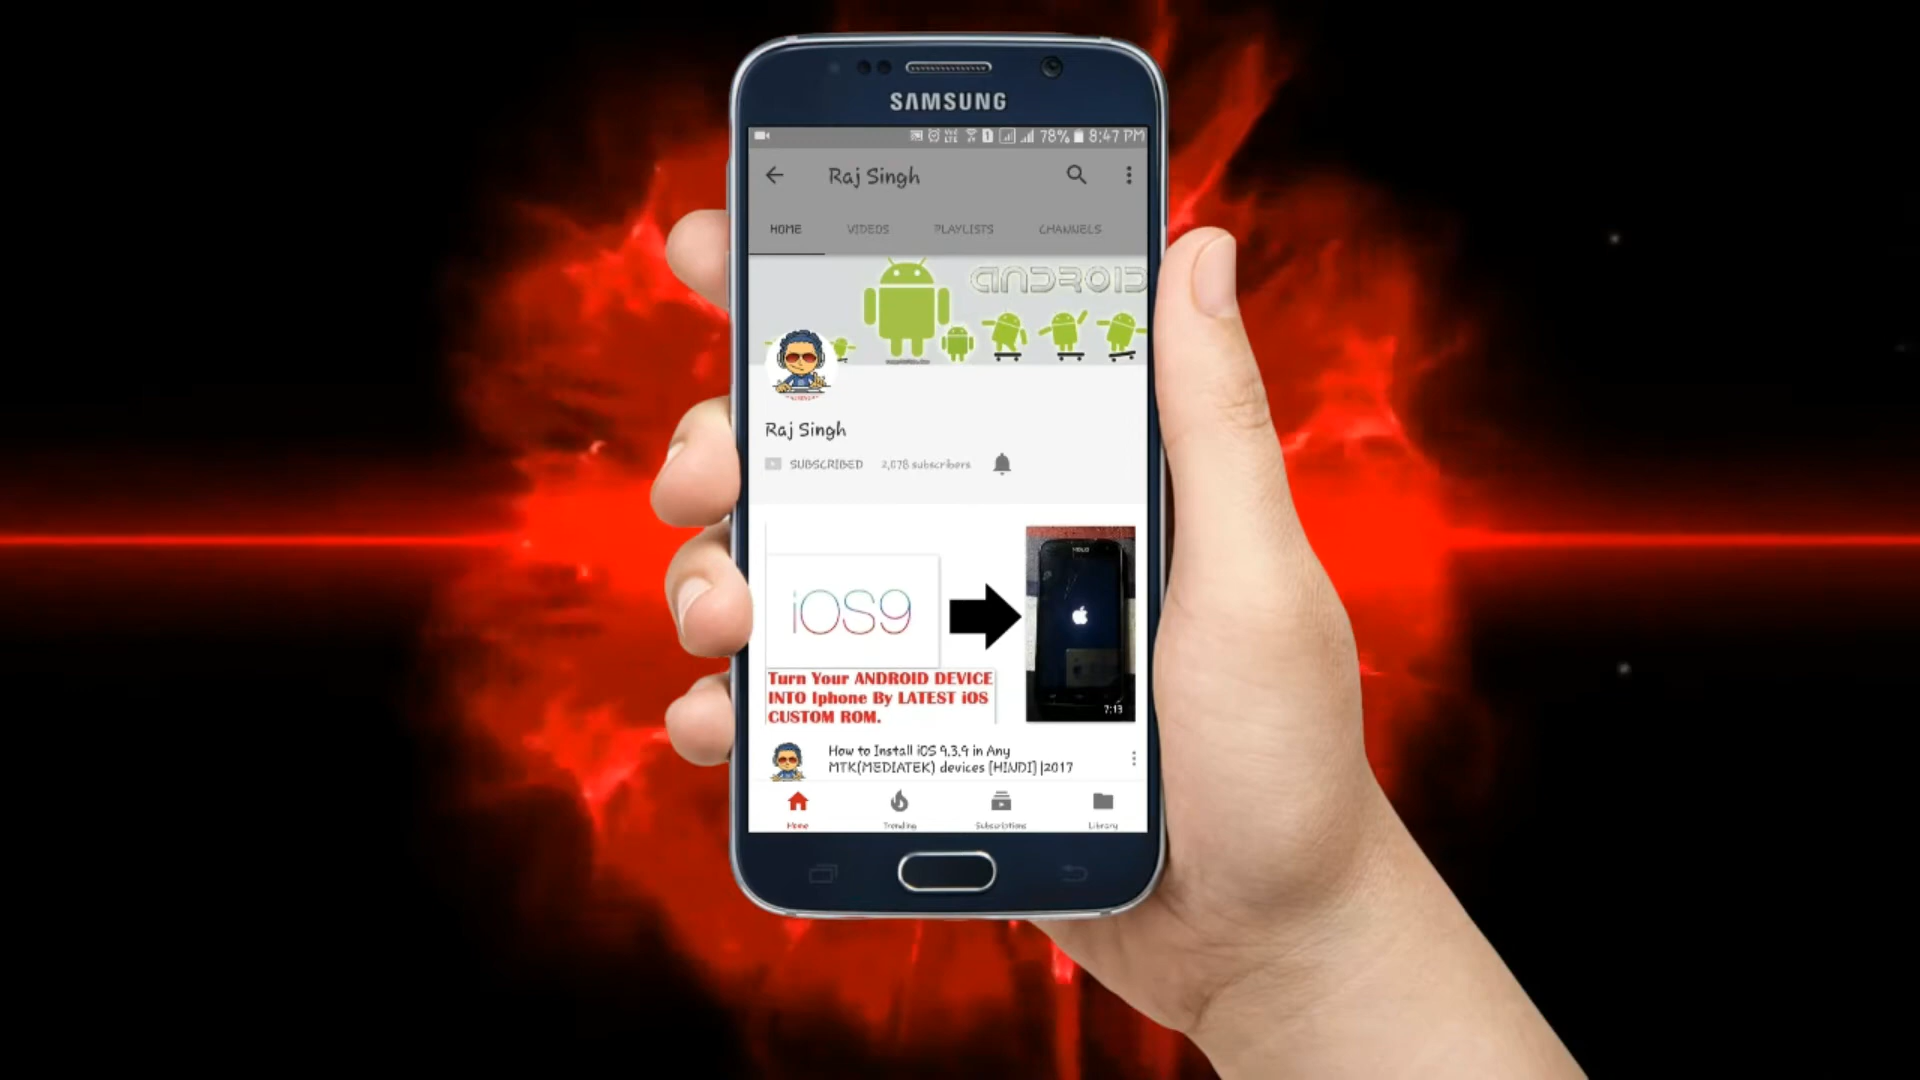 SAMSUNG
78% 8:47 PM
Raj Singh
HOME VIDEOS PLAYLISTS CHANNELS
ANDROID
Raj Singh
SUBSCRIBED 2,078 subscribers
iOS9
Turn Your ANDROID DEVICE
INTO Iphone By LATEST iOS
CUSTOM ROM.
7:13
How to Install iOS 9.3.9 in Any
MTK(MEDIATEK) devices [HINDI] |2017
Home Trending Subscriptions Library